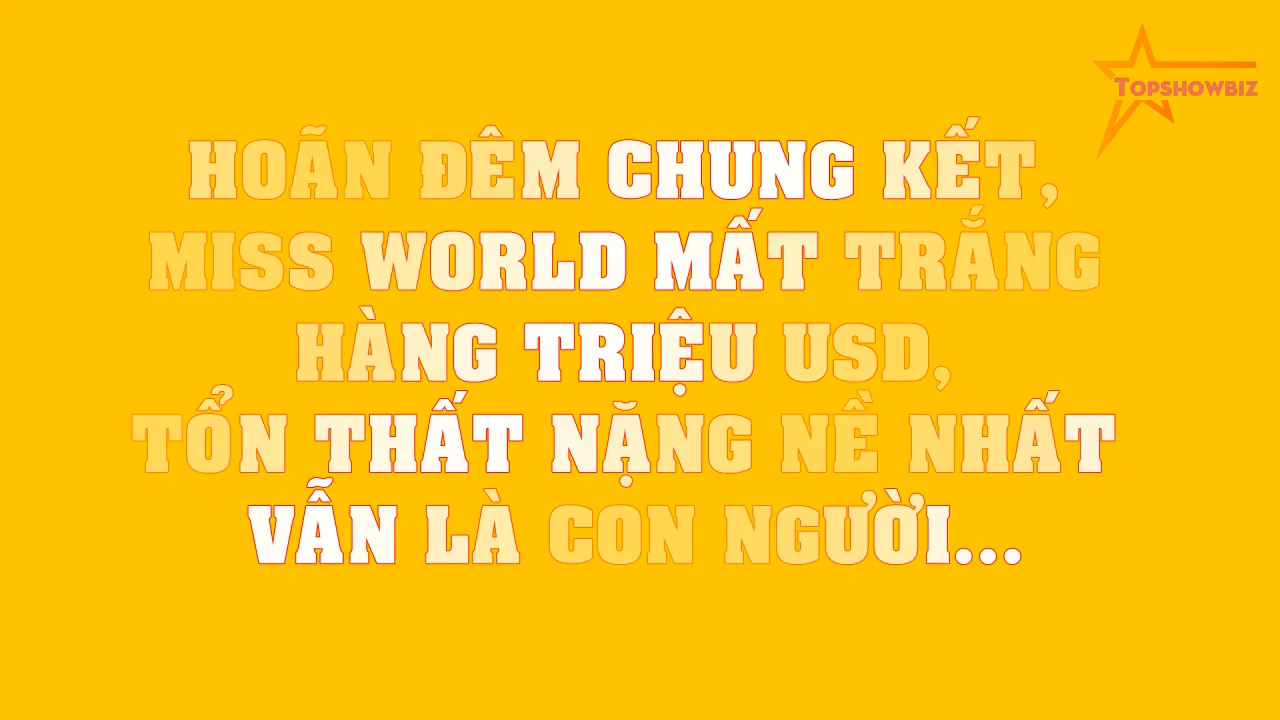 TOPSHOWBIZ
HOÃN ĐÊM CHUNG KẾT,
MISS WORLD MẤT TRẮNG
HÀNG TRIỆU USD,
TỔN THẤT NẶNG NỀ NHẤT
VẪN LÀ CON NGƯỜI...